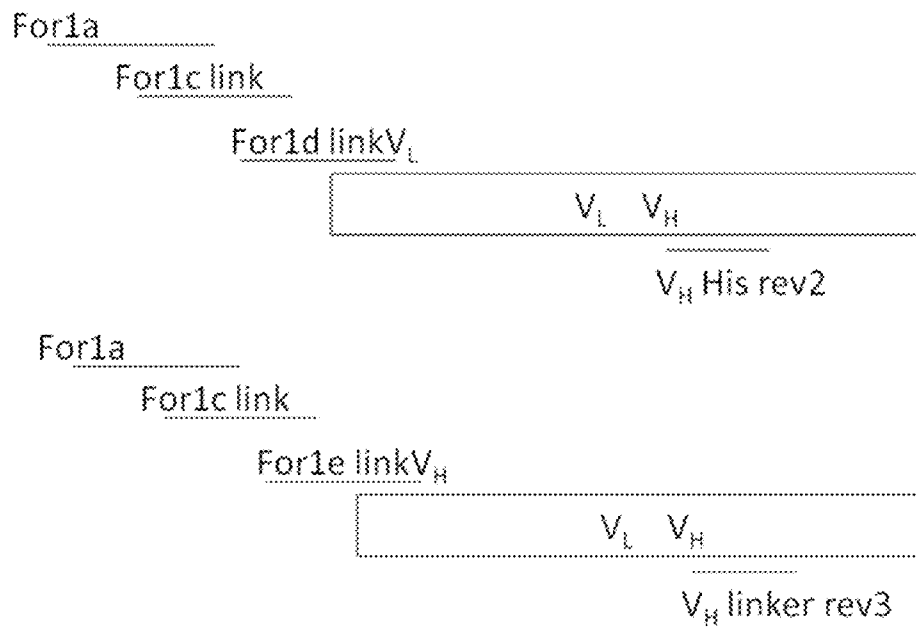 For1a
For1c link
For1d linkV_L
V_L V_H
V_H His rev2
For1a
For1c link
For1e linkV_H
V_L V_H
V_H linker rev3